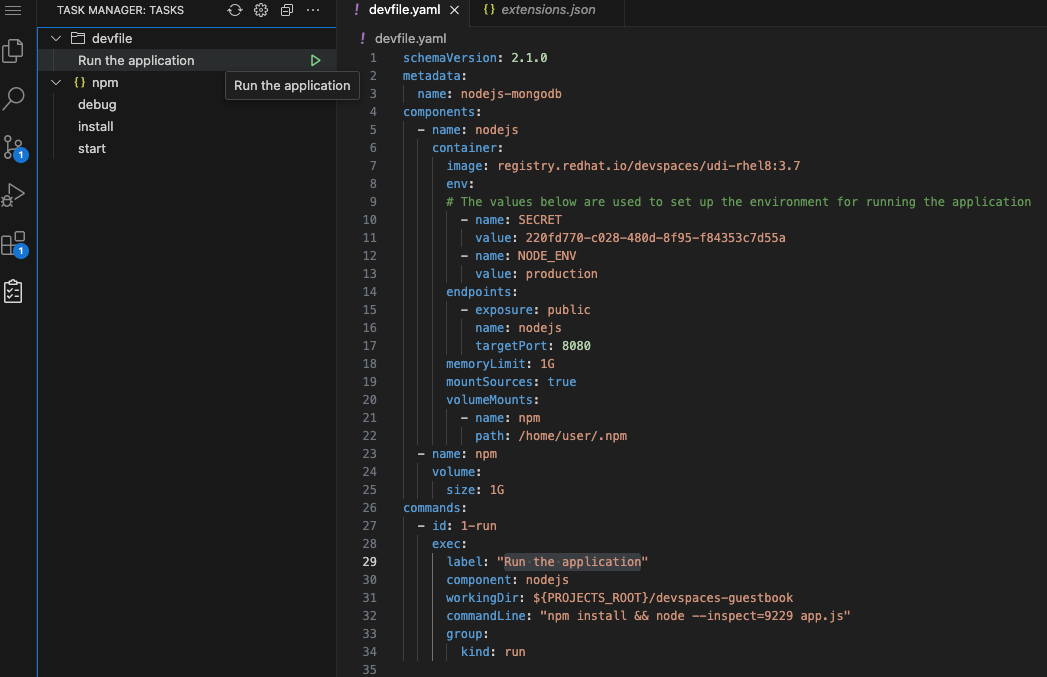 TASK MANAGER: TASKS
devfile
Run the application
Run the application
npm
debug
install
start
1
1
! devfile.yaml
{} extensions.json
! devfile.yaml
1 schemaVersion: 2.1.0
2 metadata:
3 name: nodejs-mongodb
4 components:
5 - name: nodejs
6 container:
7 image: registry.redhat.io/devspaces/udi-rhel8:3.7
8 env:
9 # The values below are used to set up the environment for running the application
10 - name: SECRET
11 value: 220fd770-c028-480d-8f95-f84353c7d55a
12 - name: NODE_ENV
13 value: production
14 endpoints:
15 - exposure: public
16 name: nodejs
17 targetPort: 8080
18 memoryLimit: 1G
19 mountSources: true
20 volumeMounts:
21 - name: npm
22 path: /home/user/.npm
23 - name: npm
24 volume:
25 size: 1G
26 commands:
27 - id: 1-run
28 exec:
29 label: "Run the application"
30 component: nodejs
31 workingDir: ${PROJECTS_ROOT}/devspaces-guestbook
32 commandLine: "npm install && node --inspect=9229 app.js"
33 group:
34 kind: run
35